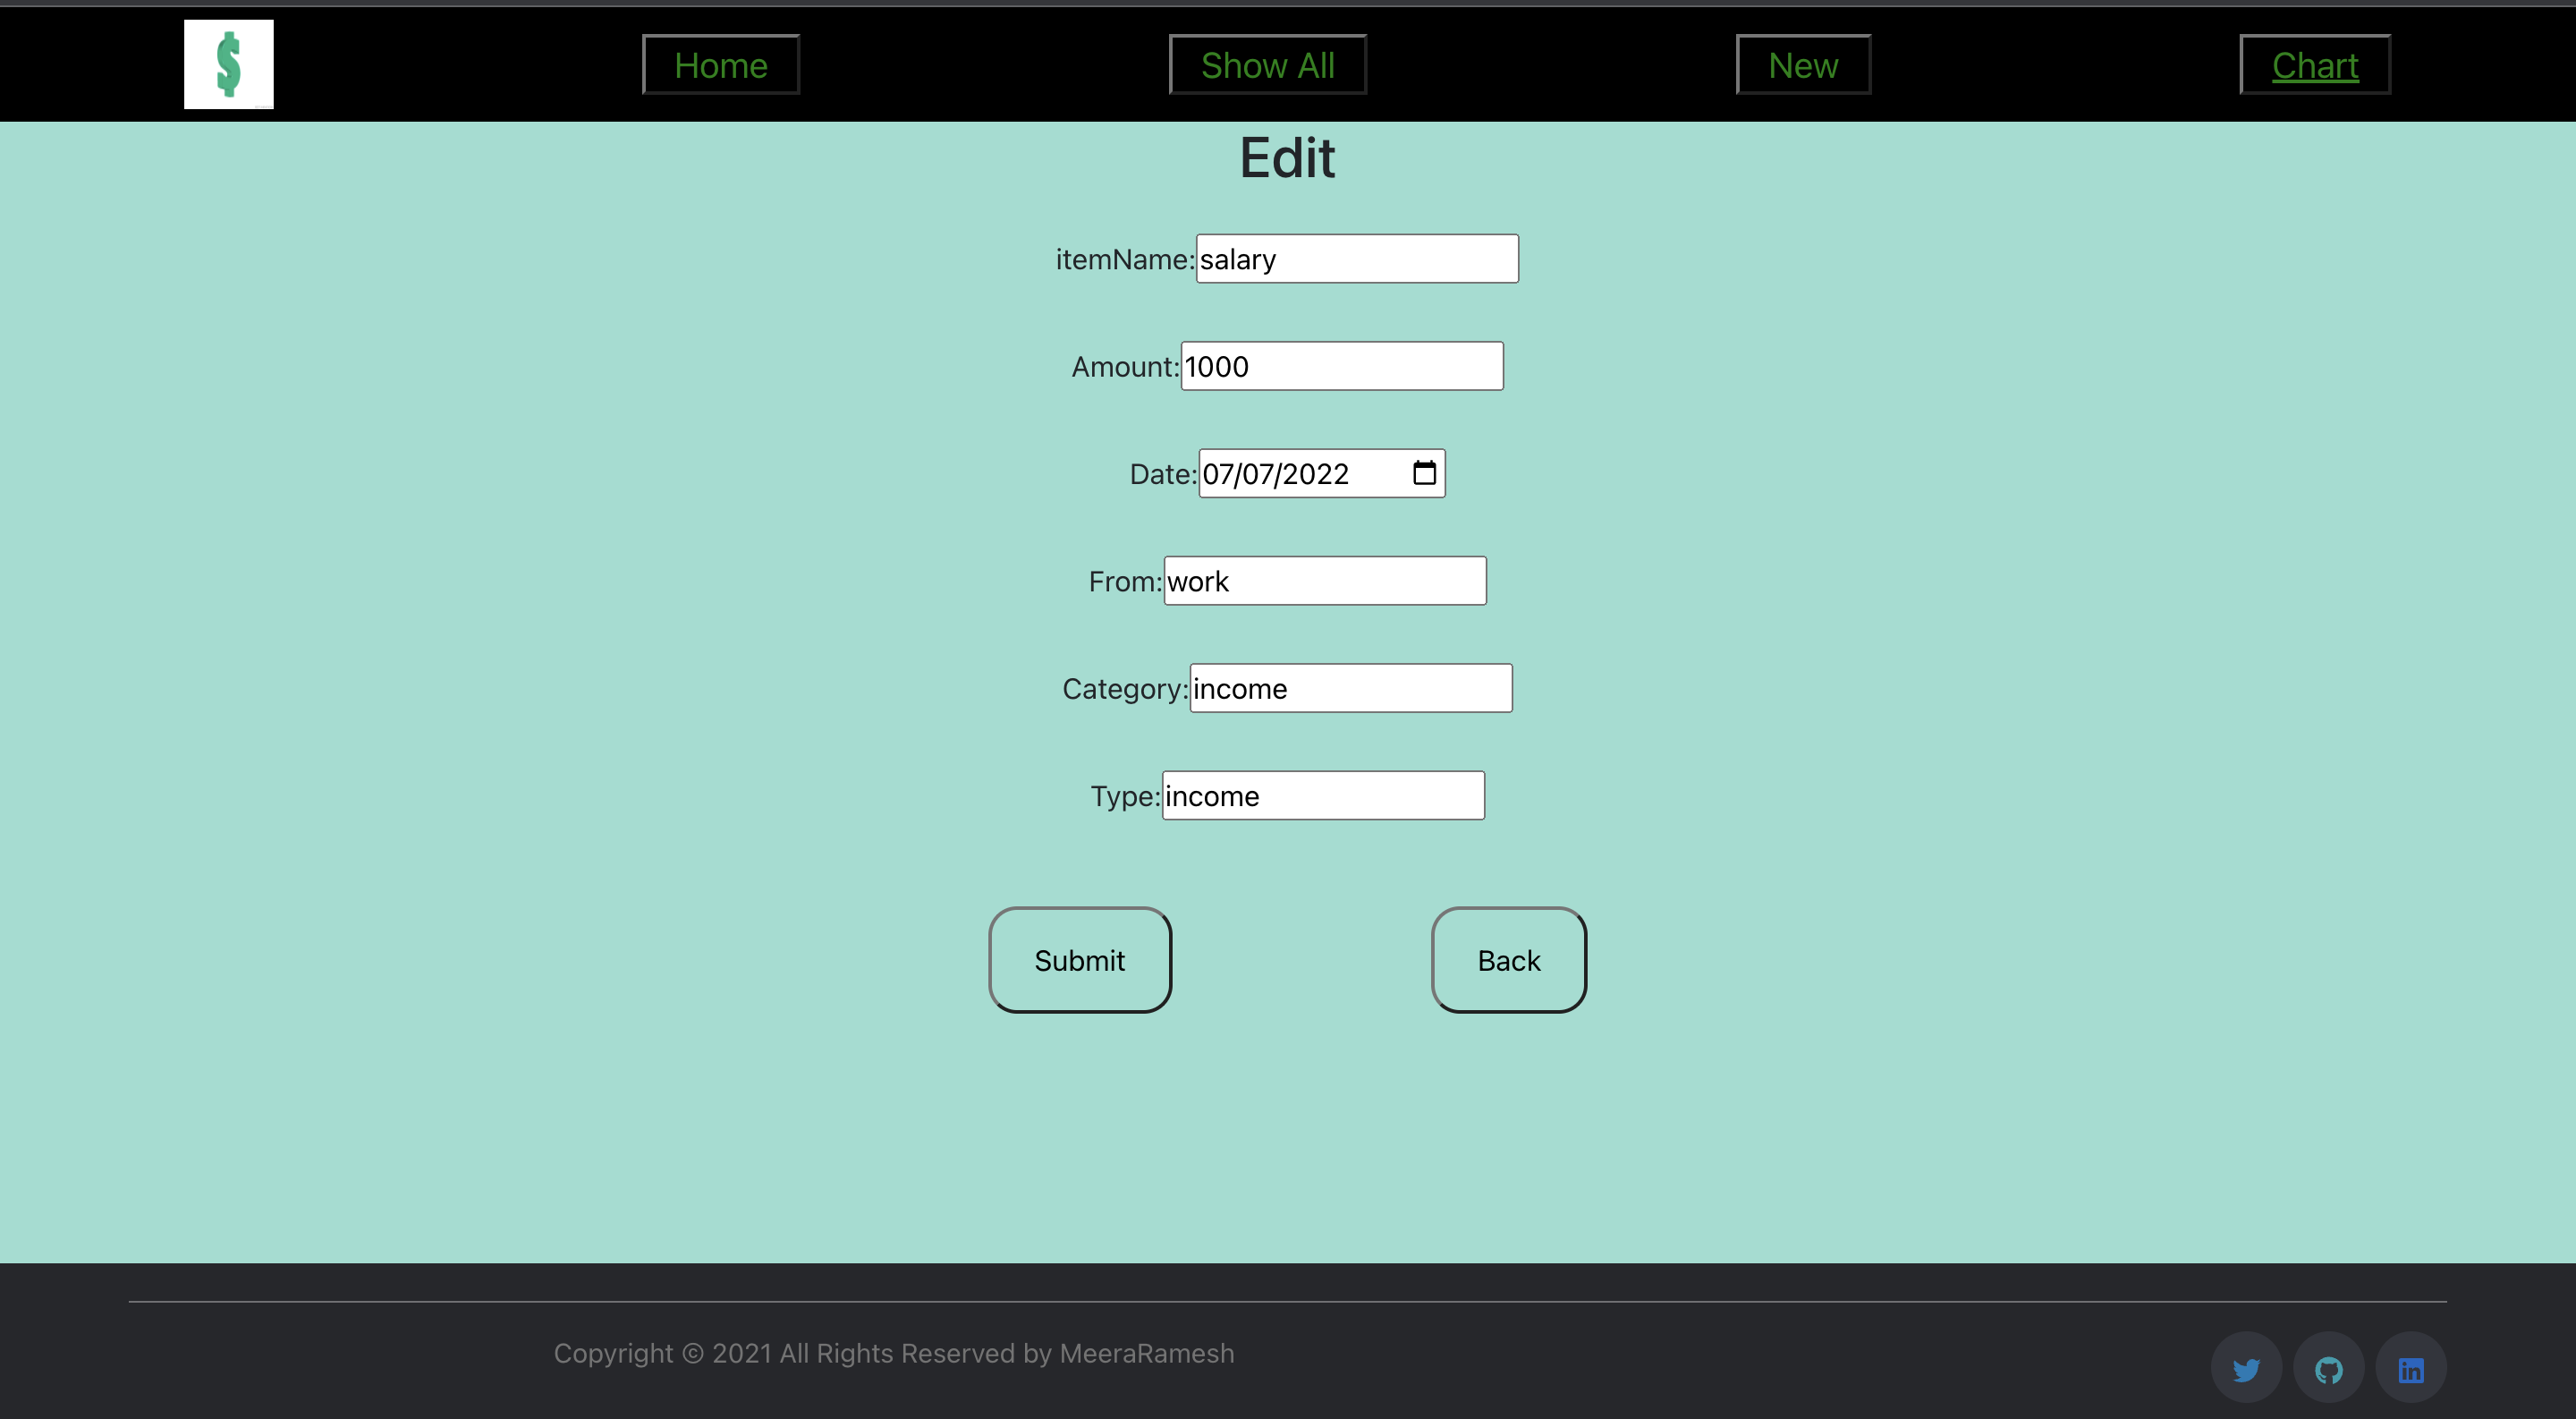 $
Home Show All New Chart
Edit
itemName:salary
Amount:1000
Date:07/07/2022
From:work
Category:income
Type:income
Submit Back
Copyright © 2021 All Rights Reserved by MeeraRamesh
in